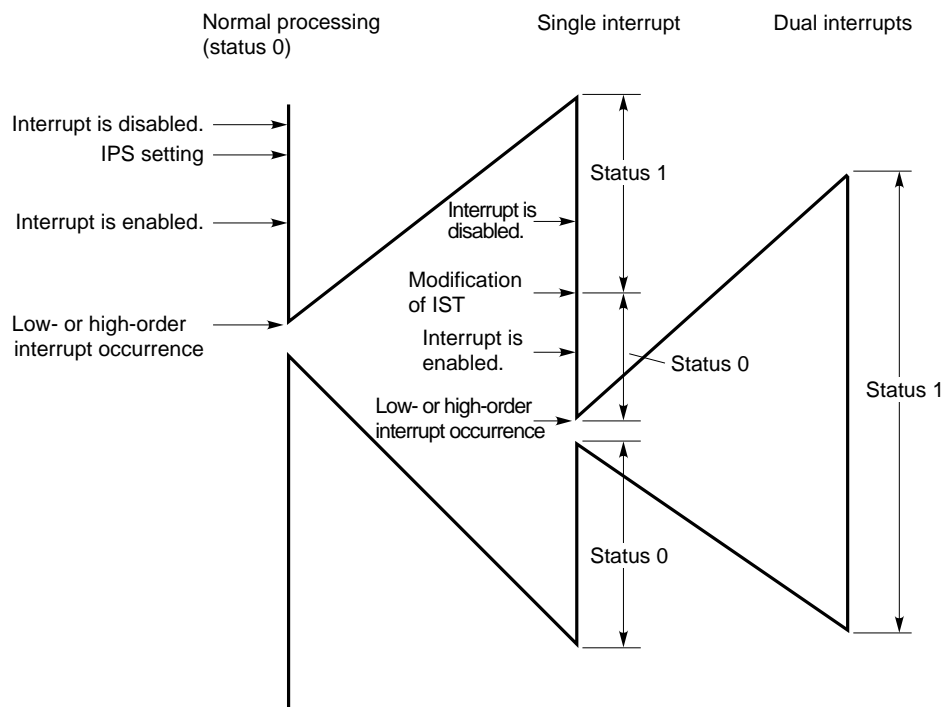 Normal processing
(status 0)
Single interrupt
Dual interrupts
Interrupt is disabled.
IPS setting
Interrupt is enabled.
Low- or high-order
interrupt occurrence
Status 1
Interrupt is
disabled.
Modification
of IST
Interrupt is
enabled.
Status 0
Low- or high-order
interrupt occurrence
Status 0
Status 1